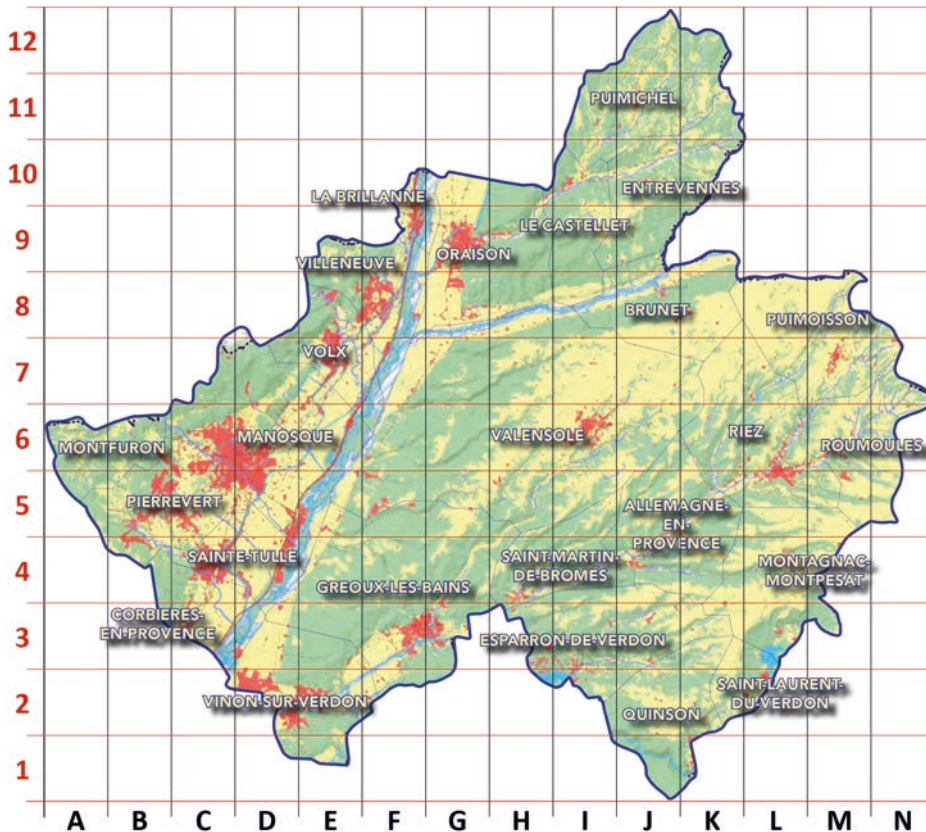 12
11
PUIMICHEL
10
ENTREVENNES
LA BRILLANNE
9
LE CASTELLET
ORAISON
VILLENEUVE
8
BRUNET
PUIMOISSON
VOLX
7
6
MONTFURON
MANOSQUE
VALENSOLE
RIEZ
ROUMOULES
5
PIERREVERT
ALLEMAGNE-
EN-
PROVENCE
4
SAINTE-TULLE
SAINT-MARTIN-
DE-BROMES
MONTAGNAC-
MONTPESAT
GREOUX-LES-BAINS
3
CORBIERES-
EN-PROVENCE
ESPARRON-DE-VERDON
2
VINON-SUR-VERDON
SAINT-LAURENT-
DU-VERDON
QUINSON
1
A B C D E F G H I J K L M N